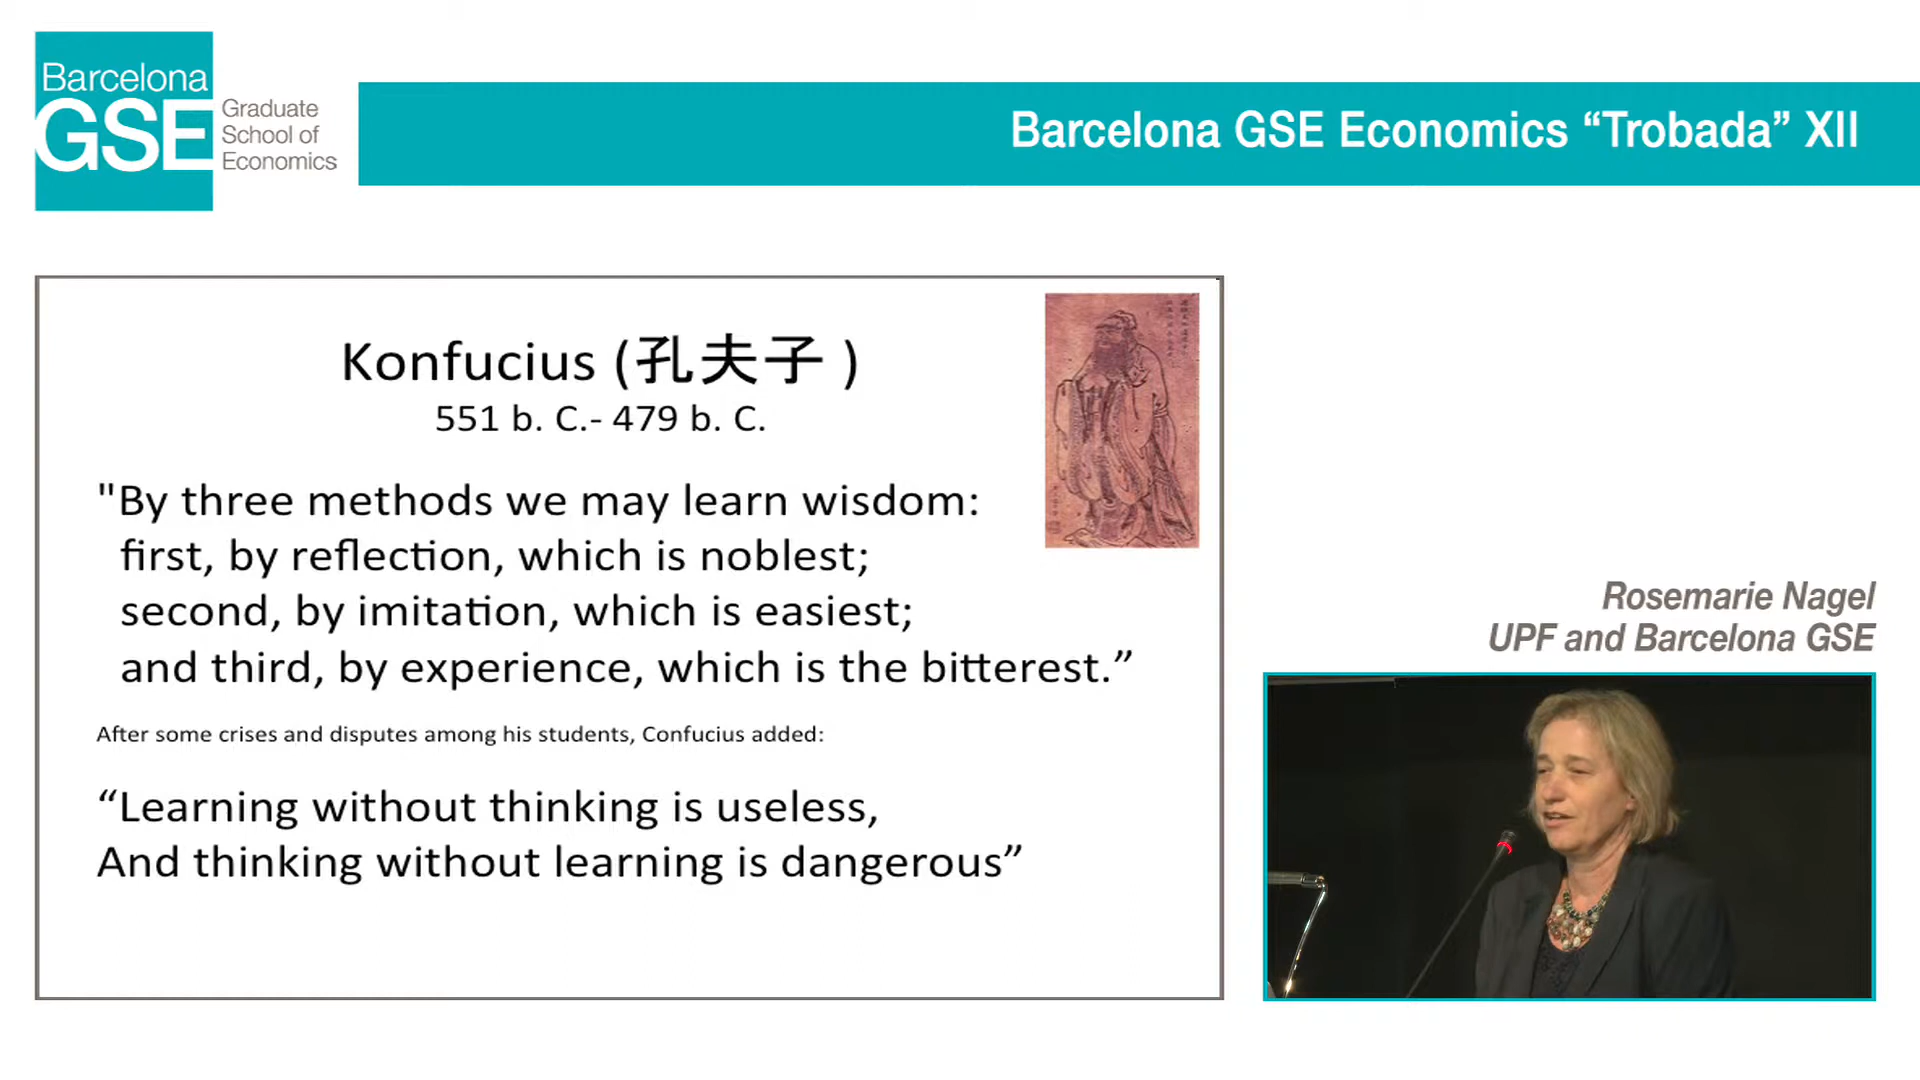 Barcelona
GSE
Graduate
School of
Economics
Barcelona GSE Economics “Trobada” XII
Konfucius (孔夫子 )
551 b. C.- 479 b. C.
"By three methods we may learn wisdom:
first, by reflection, which is noblest;
second, by imitation, which is easiest;
and third, by experience, which is the bitterest.”
After some crises and disputes among his students, Confucius added:
“Learning without thinking is useless,
And thinking without learning is dangerous”
Rosemarie Nagel
UPF and Barcelona GSE